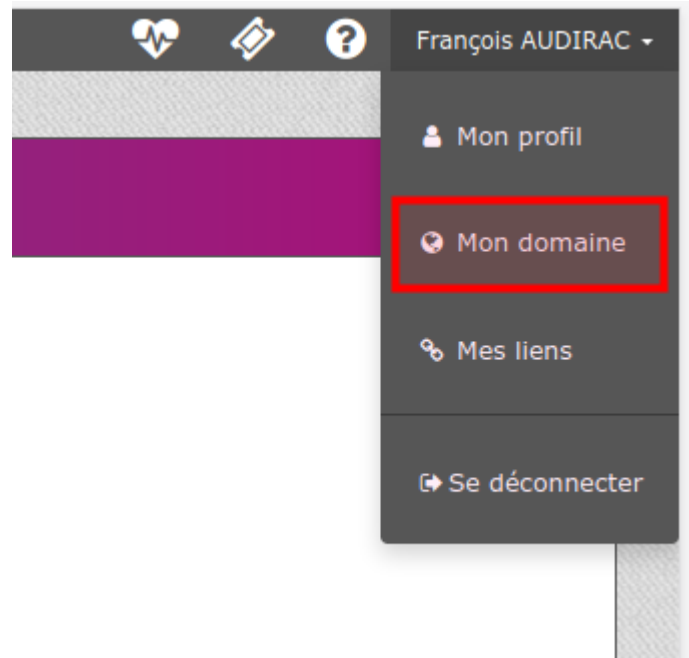 François AUDIRAC
Mon profil
Mon domaine
Mes liens
Se déconnecter